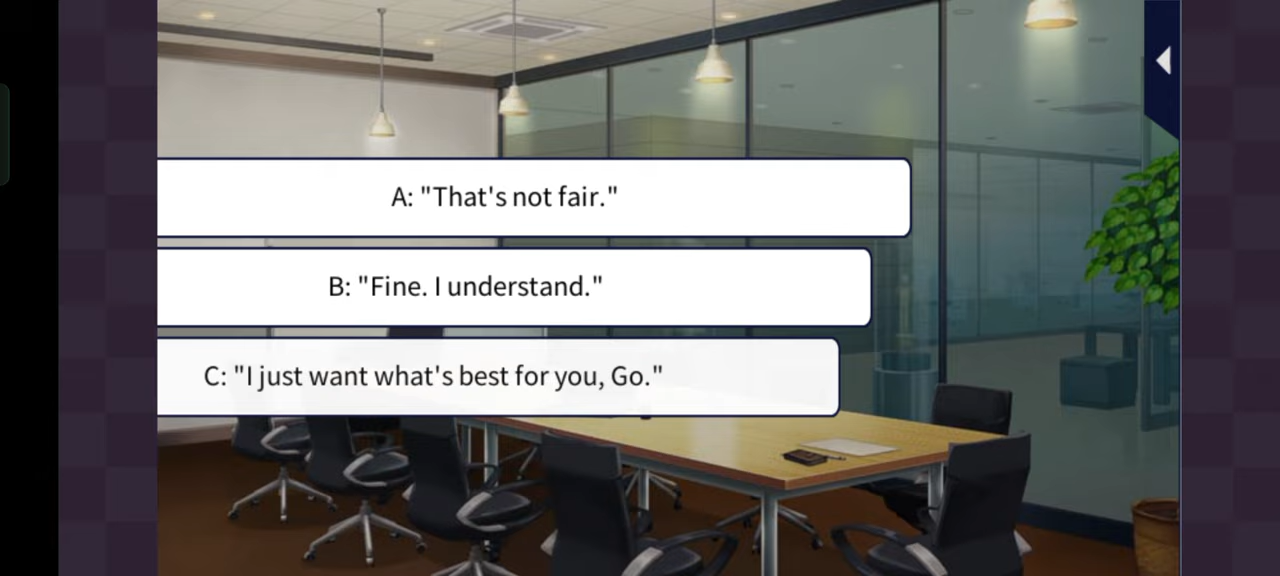 A: "That's not fair."
B: "Fine. I understand."
C: "I just want what's best for you, Go."